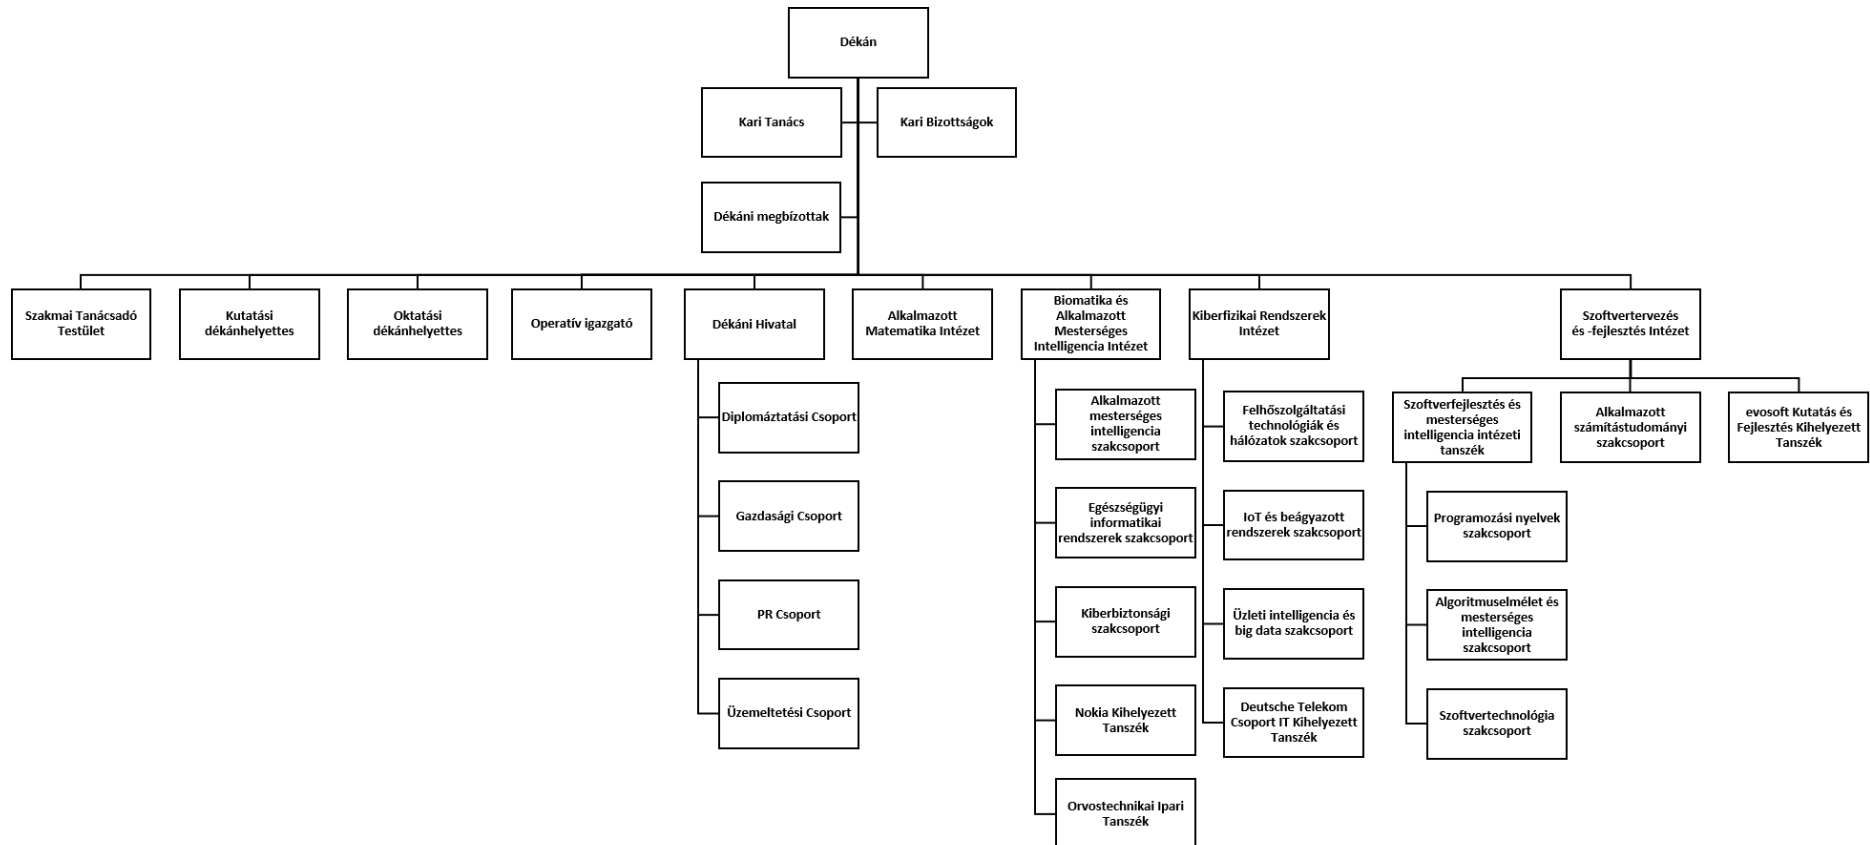 Dékán
Kari Tanács
Kari Bizottságok
Dékáni megbízottak
Szakmai Tanácsadó
Testület
Kutatási
dékánhelyettes
Oktatási
dékánhelyettes
Operatív igazgató
Dékáni Hivatal
Alkalmazott
Matematika Intézet
Biomatika és
Alkalmazott
Mesterséges
Intelligencia Intézet
Kiberfizikai Rendszerek
Intézet
Szoftvertervezés
és -fejlesztés Intézet
Diplomáztatási Csoport
Gazdasági Csoport
PR Csoport
Üzemeltetési Csoport
Alkalmazott
mesterséges
intelligencia
szakcsoport
Egészségügyi
informatikai
rendszerek szakcsoport
Kiberbiztonsági
szakcsoport
Nokia Kihelyezett
Tanszék
Orvostechnikai Ipari
Tanszék
Felhőszolgáltatási
technológiák és
hálózatok szakcsoport
IoT és beágyazott
rendszerek szakcsoport
Üzleti intelligencia és
big data szakcsoport
Deutsche Telekom
Csoport IT Kihelyezett
Tanszék
Szoftverfejlesztés és
mesterséges
intelligencia intézeti
tanszék
Alkalmazott
számítástudományi
szakcsoport
evosoft Kutatás és
Fejlesztés Kihelyezett
Tanszék
Programozási nyelvek
szakcsoport
Algoritmuselmélet és
mesterséges
intelligencia
szakcsoport
Szoftvertechnológia
szakcsoport